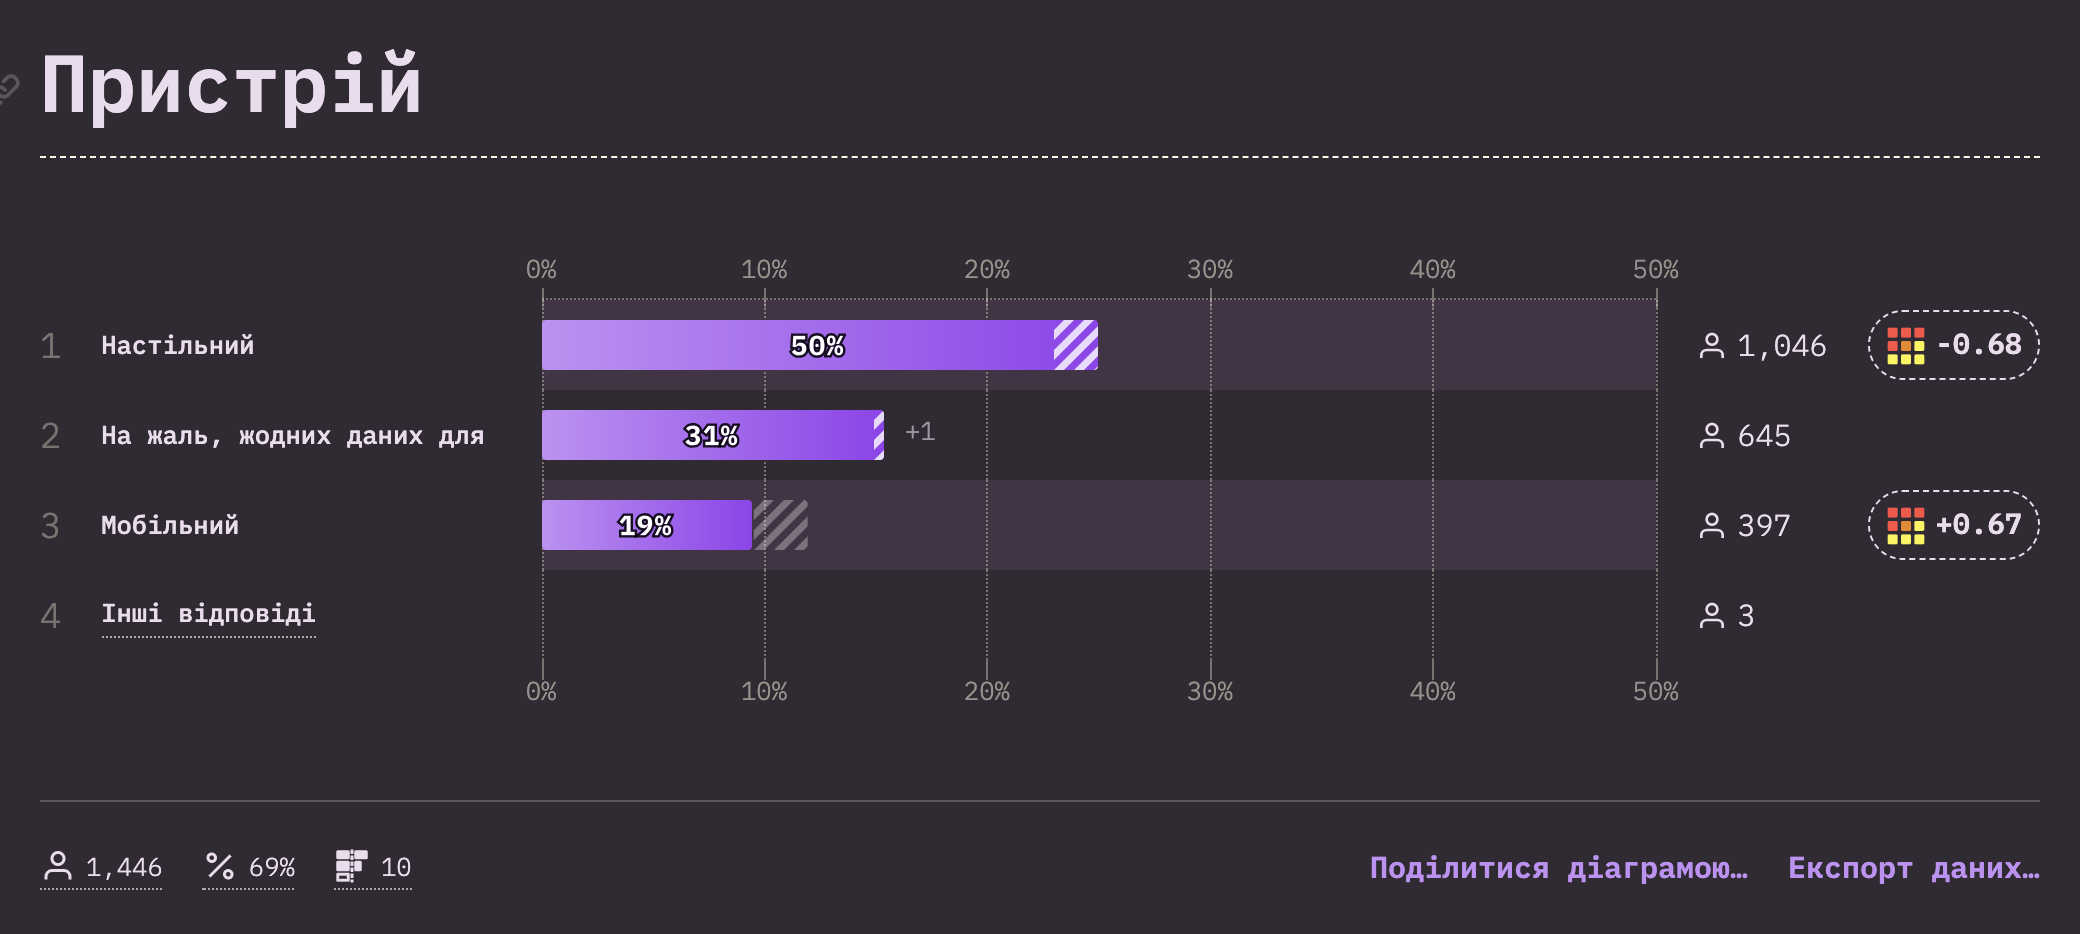 Пристрій
0% 10% 20% 30% 40% 50%
1 Настільний 50% 1,046 -0.68
2 На жаль, жодних даних для 31% +1 645
3 Мобільний 19% 397 +0.67
4 Інші відповіді 3
0% 10% 20% 30% 40% 50%
1,446 69% 10 Поділитися діаграмою… Експорт даних…